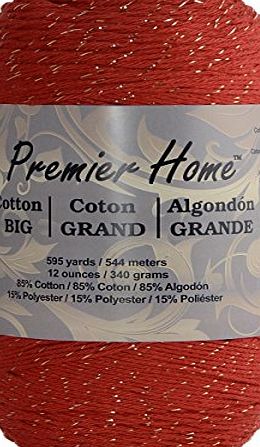 Premier Home™
Cotton | Coton | Algodón
BIG | GRAND | GRANDE
595 yards / 544 meters
12 ounces / 340 grams
85% Cotton / 85% Coton / 85% Algodón
15% Polyester / 15% Polyester / 15% Poliéster